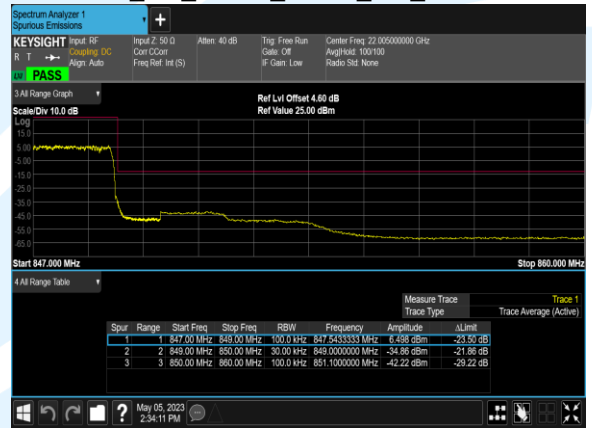 Spectrum Analyzer 1
Spurious Emissions
+
KEYSIGHT Input: RF Input Z: 50 Ω Atten: 40 dB Trig: Free Run Center Freq: 22.005000000 GHz
R T Coupling: DC Corr CCorr Gate: Off Avg|Hold: 100/100
Align: Auto Freq Ref: Int (S) IF Gain: Low Radio Std: None
LW PASS
3 All Range Graph
Ref Lvl Offset 4.60 dB
Scale/Div 10.0 dB Ref Value 25.00 dBm
Log
15.0
5.00
-5.00
-15.0
-25.0
-35.0
-45.0
-55.0
-65.0
Start 847.000 MHz Stop 860.000 MHz
4 All Range Table
Measure Trace Trace 1
Trace Type Trace Average (Active)
Spur Range Start Freq Stop Freq RBW Frequency Amplitude ΔLimit
1 1 847.00 MHz 849.00 MHz 100.0 kHz 847.5433333 MHz 6.498 dBm -23.50 dB
2 2 849.00 MHz 850.00 MHz 30.00 kHz 849.0000000 MHz -34.86 dBm -21.86 dB
3 3 850.00 MHz 860.00 MHz 100.0 kHz 851.1000000 MHz -42.22 dBm -29.22 dB
? May 05, 2023
2:34:11 PM